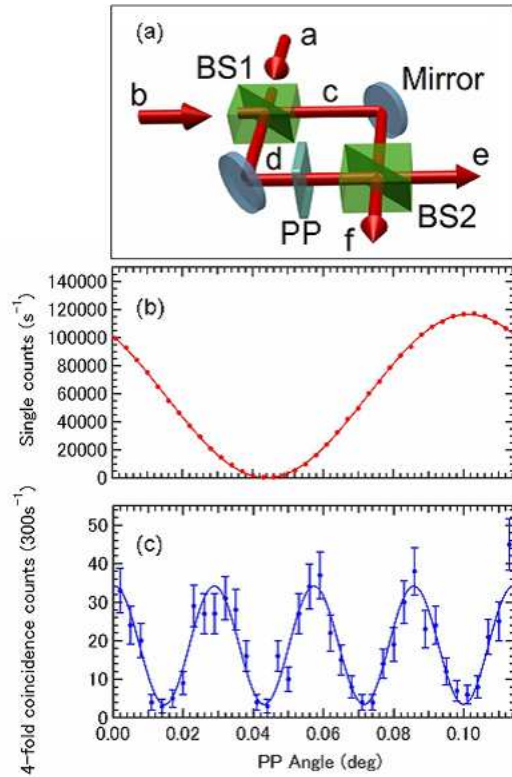 (a)
a
BS1
c
Mirror
b
d
e
PP
f
BS2
(b)
Single counts (s⁻¹)
140000
120000
100000
80000
60000
40000
20000
0
(c)
4-fold coincidence counts (300s⁻¹)
50
40
30
20
10
0
0.00 0.02 0.04 0.06 0.08 0.10
PP Angle (deg)